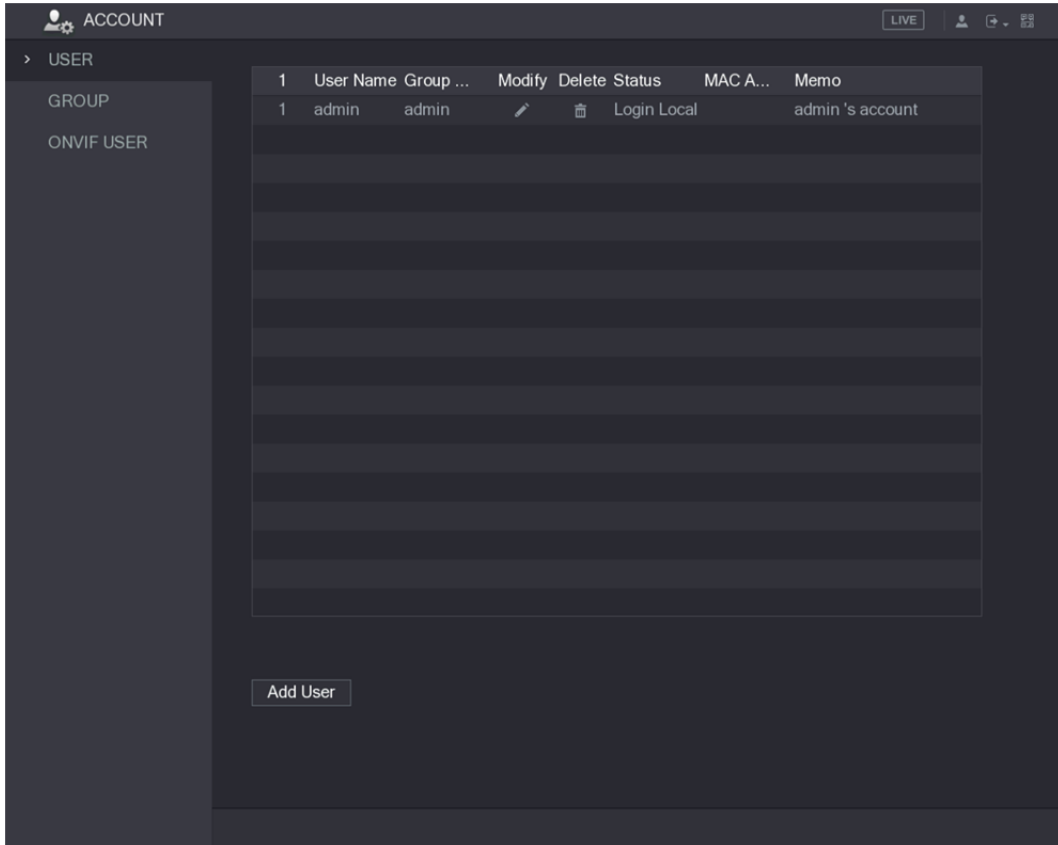 ACCOUNT LIVE
USER
GROUP
ONVIF USER
1 User Name Group ... Modify Delete Status MAC A... Memo
1 admin admin Login Local admin 's account
Add User